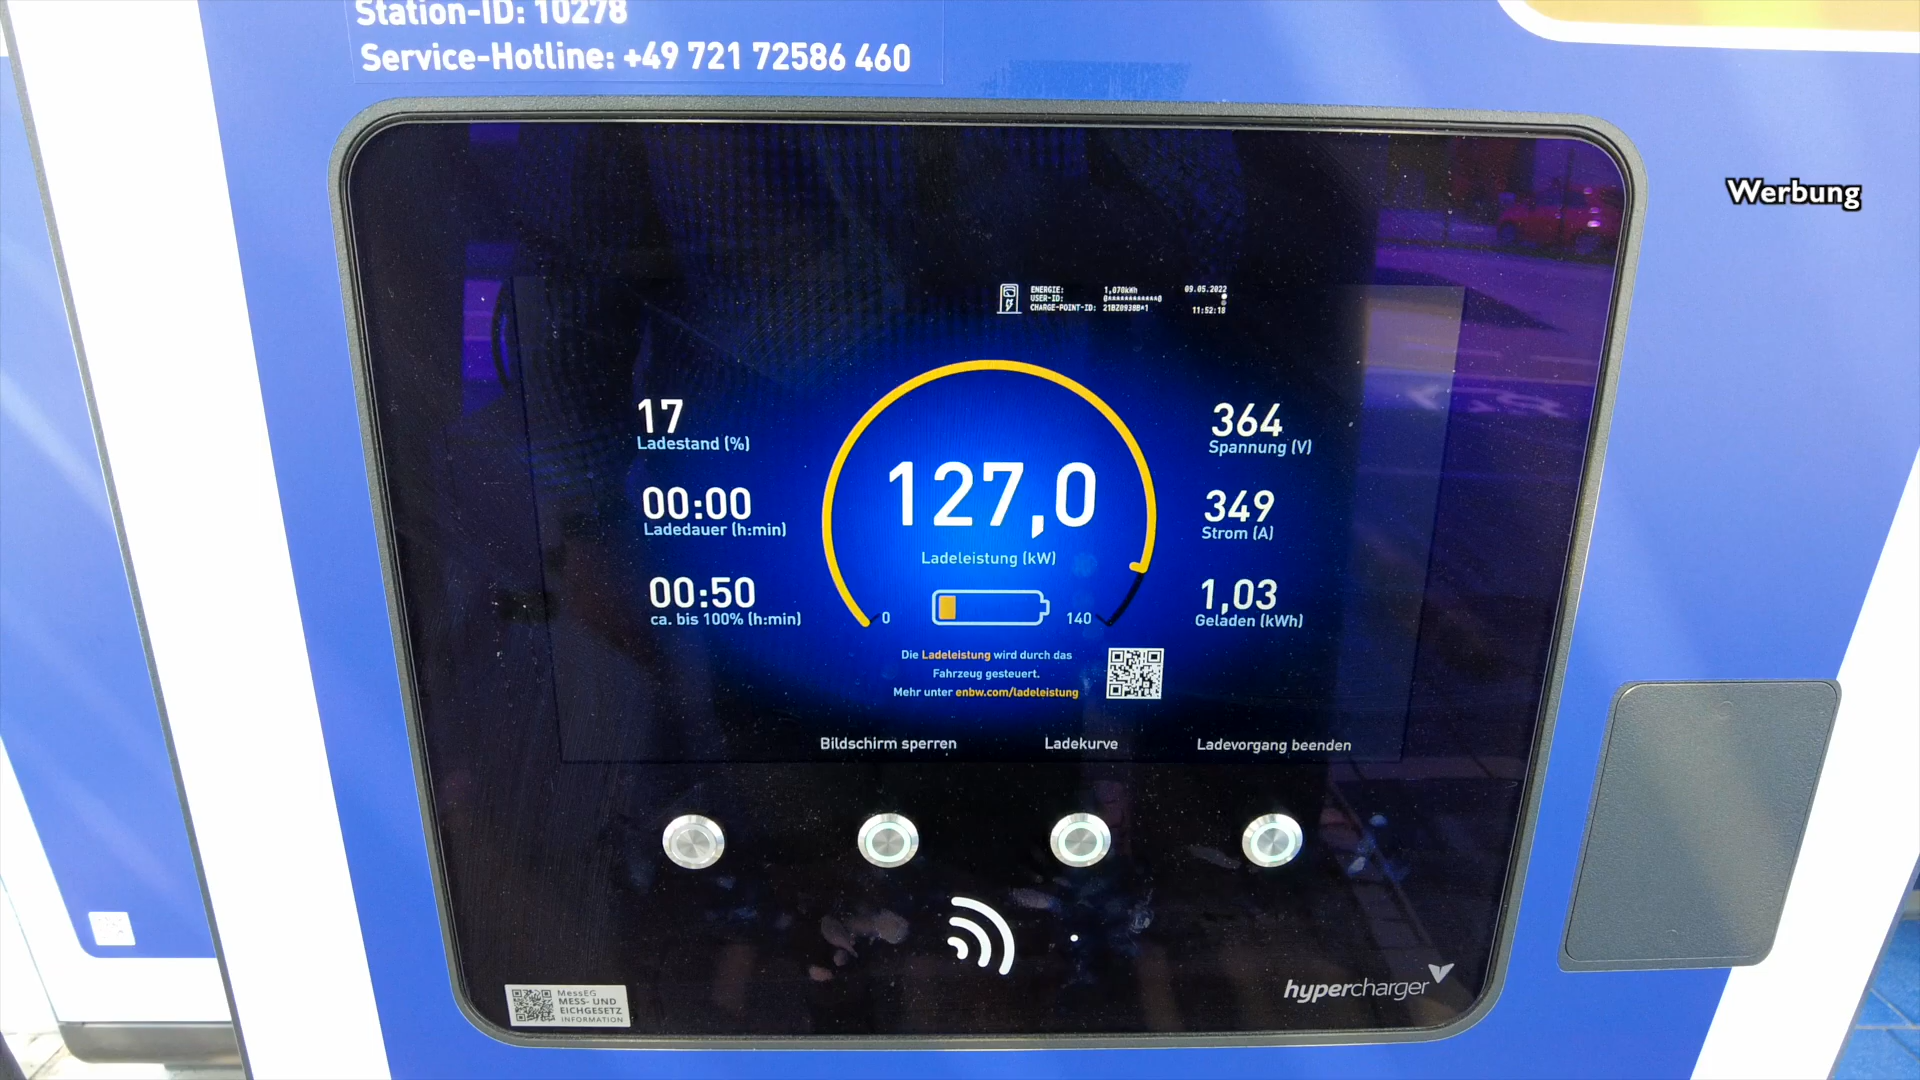 Station-ID: 10278
Service-Hotline: +49 721 72586 460
Werbung
ENERGIE: 1,070kWh 09.05.2022
USER-ID:
CHARGE-POINT-ID: 11:52:18
17
Ladestand (%)
00:00
Ladedauer (h:min)
00:50
ca. bis 100% (h:min)
127,0
Ladeleistung (kW)
0
140
364
Spannung (V)
349
Strom (A)
1,03
Geladen (kWh)
Die Ladeleistung wird durch das
Fahrzeug gesteuert.
Mehr unter enbw.com/ladeleistung
Bildschirm sperren Ladekurve Ladevorgang beenden
hypercharger
MessEG
MESS- UND
EICHGESETZ
INFORMATION